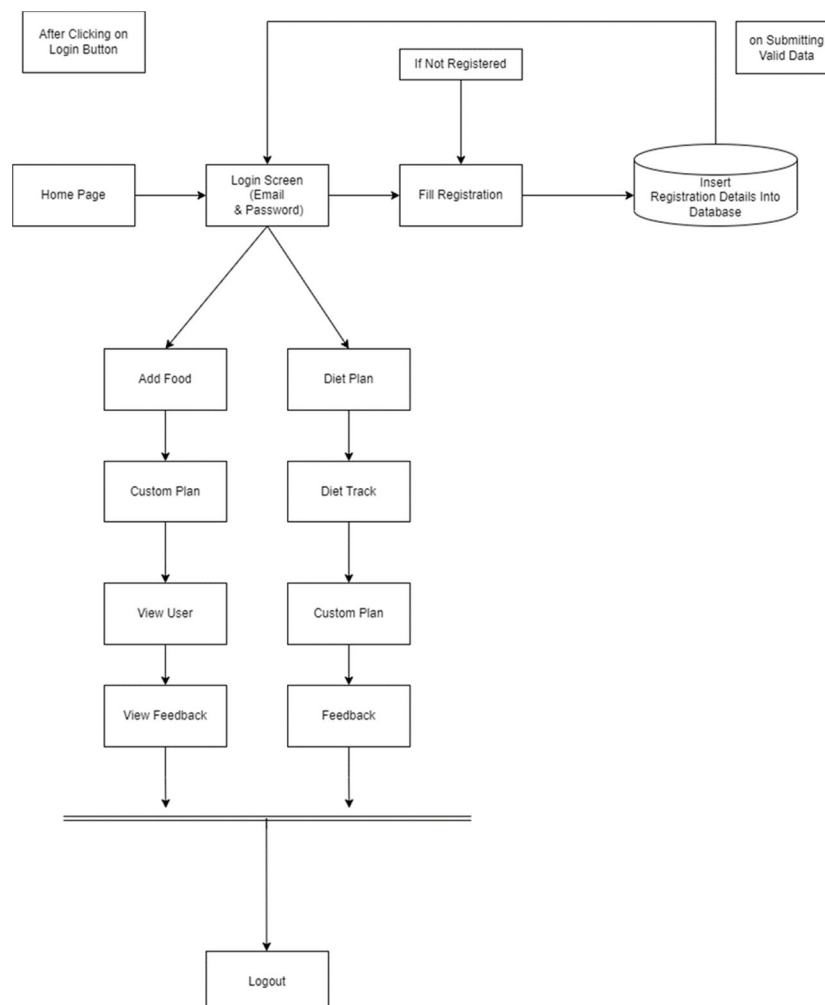 After Clicking on
Login Button
on Submitting
Valid Data
If Not Registered
Home Page
Login Screen
(Email
& Password)
Fill Registration
Insert
Registration Details Into
Database
Add Food
Diet Plan
Custom Plan
Diet Track
View User
Custom Plan
View Feedback
Feedback
Logout